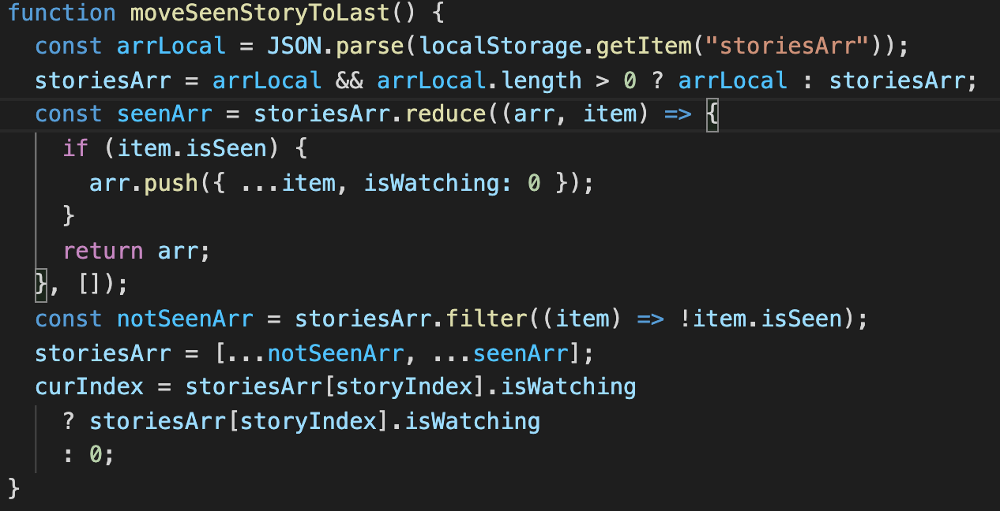 function moveSeenStoryToLast() {
  const arrLocal = JSON.parse(localStorage.getItem("storiesArr"));
  storiesArr = arrLocal && arrLocal.length > 0 ? arrLocal : storiesArr;
  const seenArr = storiesArr.reduce((arr, item) => {
    if (item.isSeen) {
      arr.push({ ...item, isWatching: 0 });
    }
    return arr;
  }, []);
  const notSeenArr = storiesArr.filter((item) => !item.isSeen);
  storiesArr = [...notSeenArr, ...seenArr];
  curIndex = storiesArr[storyIndex].isWatching
    ? storiesArr[storyIndex].isWatching
    : 0;
}